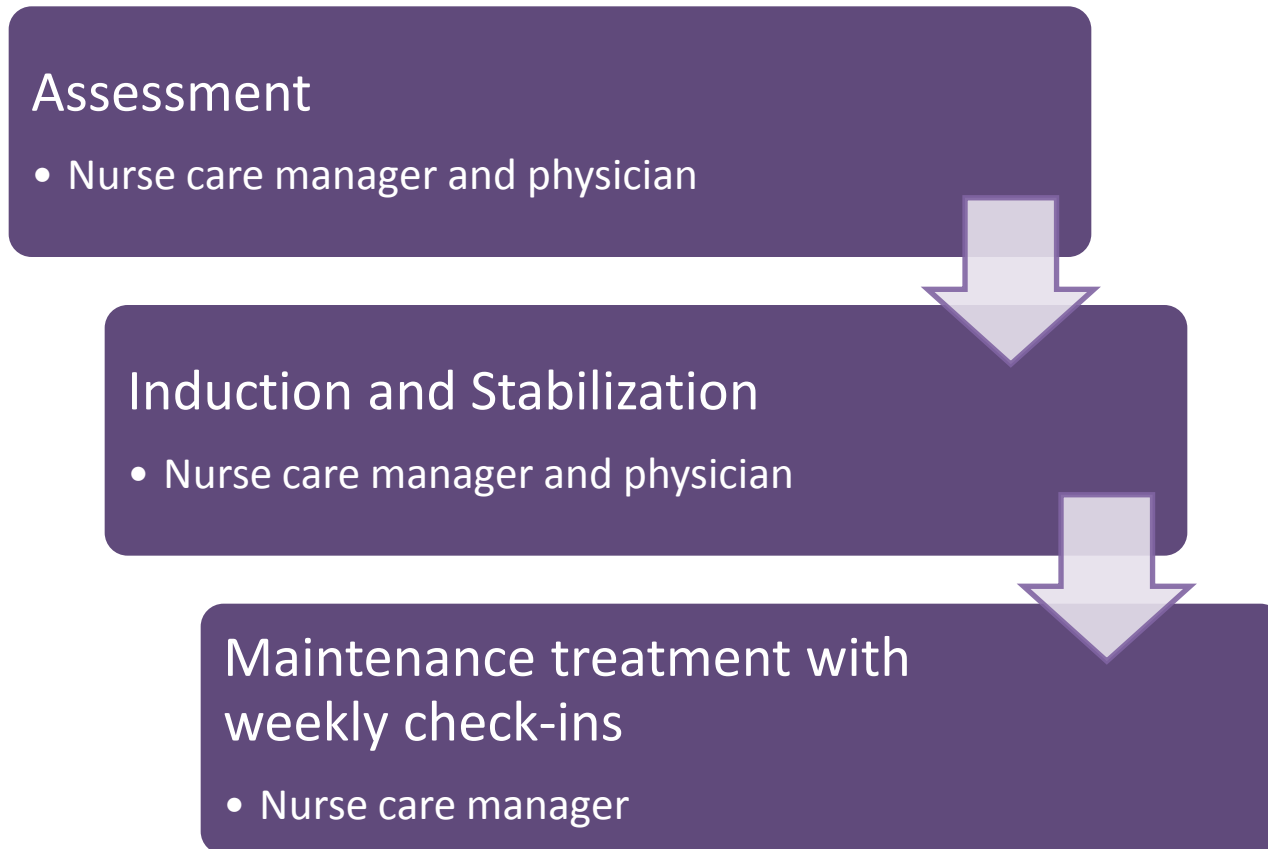 Assessment
• Nurse care manager and physician
Induction and Stabilization
• Nurse care manager and physician
Maintenance treatment with
weekly check-ins
• Nurse care manager